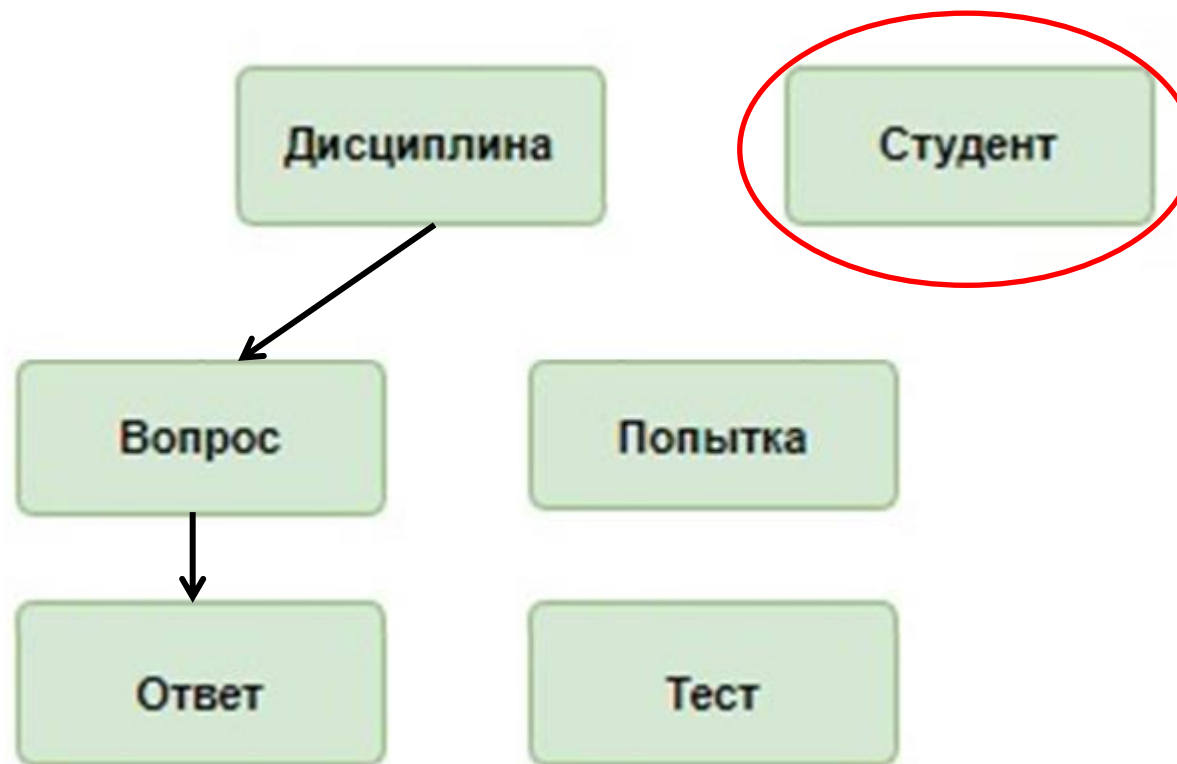 Дисциплина
Студент
Вопрос
Попытка
Ответ
Тест